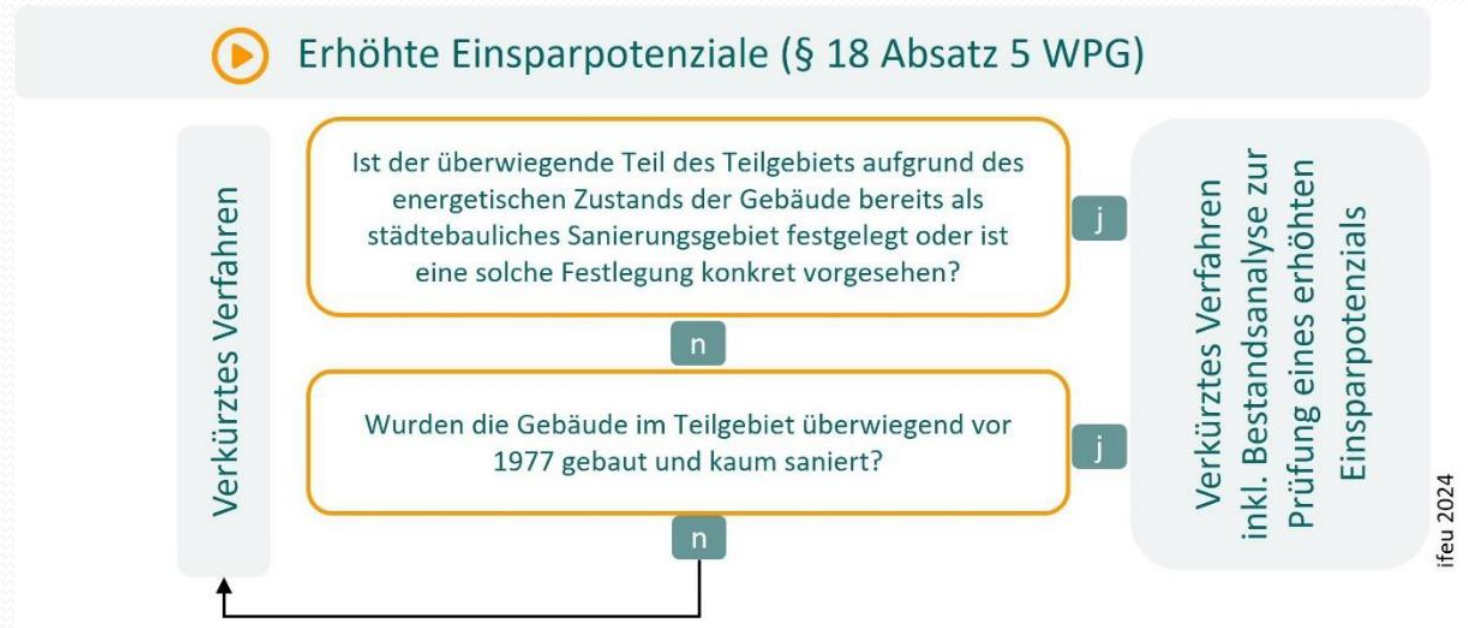 Erhöhte Einsparpotenziale (§ 18 Absatz 5 WPG)
Verkürztes Verfahren
Ist der überwiegende Teil des Teilgebiets aufgrund des
energetischen Zustands der Gebäude bereits als
städtebauliches Sanierungsgebiet festgelegt oder ist
eine solche Festlegung konkret vorgesehen?
j
n
Wurden die Gebäude im Teilgebiet überwiegend vor
1977 gebaut und kaum saniert?
j
n
Verkürztes Verfahren
inkl. Bestandsanalyse zur
Prüfung eines erhöhten
Einsparpotenzials
ifeu 2024